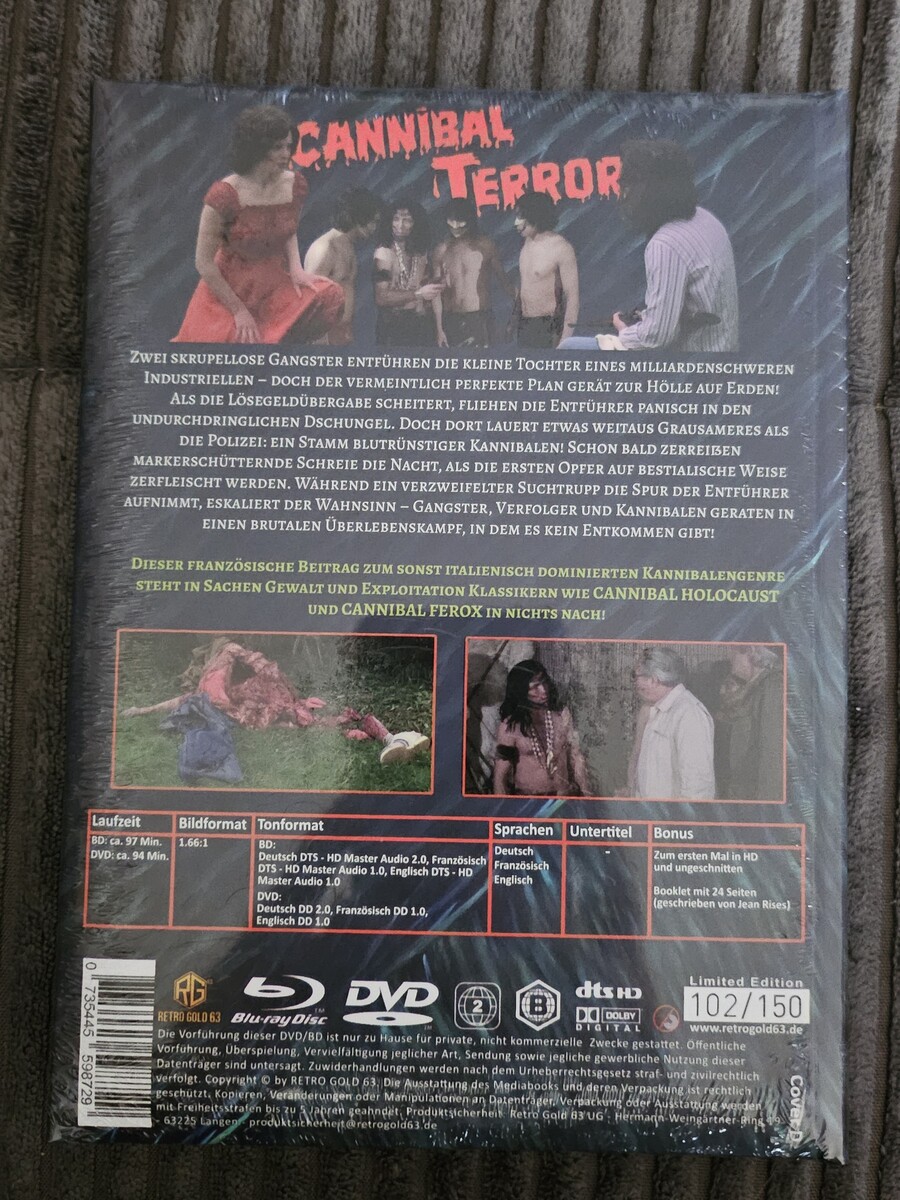 CANNIBAL
TERROR
Zwei skrupellose Gangster entführen die kleine Tochter eines milliardenschweren
Industriellen – doch der vermeintlich perfekte Plan gerät zur Hölle auf Erden!
Als die Lösegeldübergabe scheitert, fliehen die Entführer panisch in den
undurchdringlichen Dschungel. Doch dort lauert etwas weitaus Grausameres als
die Polizei: ein Stamm blutrünstiger Kannibalen! Schon bald zerreißen
markerschütternde Schreie die Nacht, als die ersten Opfer auf bestialische Weise
zerfleischt werden. Während ein verzweifelter Suchtrupp die Spur der Entführer
aufnimmt, eskaliert der Wahnsinn – Gangster, Verfolger und Kannibalen geraten in
einen brutalen Überlebenskampf, in dem es kein Entkommen gibt!
Dieser französische Beitrag zum sonst italienisch dominierten Kannibalengenre
steht in Sachen Gewalt und Exploitation Klassikern wie CANNIBAL HOLOCAUST
und CANNIBAL FEROX in nichts nach!
Laufzeit
BD: ca. 97 Min.
DVD: ca. 94 Min.
Bildformat
1.66:1
Tonformat
BD:
Deutsch DTS - HD Master Audio 2.0, Französisch
DTS - HD Master Audio 1.0, Englisch DTS - HD
Master Audio 1.0
DVD:
Deutsch DD 2.0, Französisch DD 1.0,
Englisch DD 1.0
Sprachen
Deutsch
Französisch
Englisch
Untertitel
-
Bonus
Zum ersten Mal in HD
und ungeschnitten
Booklet mit 24 Seiten
(geschrieben von Jean Rises)
0 735445 598729
RG
RETRO GOLD 63
Blu-ray Disc
DVD
2
B
dts HD
DOLBY
DIGITAL
Limited Edition
102/150
www.retrogold63.de
Die Vorführung dieser DVD/BD ist nur zu Hause für private, nicht kommerzielle Zwecke gestattet. Öffentliche
Vorführung, Überspielung, Vervielfältigung jeglicher Art, Sendung sowie jegliche gewerbliche Nutzung dieser
Datenträger sind untersagt. Zuwiderhandlungen werden nach dem Urheberrechtsgesetz straf- und zivilrechtlich
verfolgt. Copyright © by RETRO GOLD 63. Die Ausstattung des Mediabooks und deren Verpackung ist rechtlich
geschützt. Kopieren, Veränderungen oder Manipulationen an Datenträger, Verpackung oder Ausstattung werden
mit Freiheitsstrafen bis zu 5 Jahren geahndet. Produktsicherheit: Retro Gold 63 UG - Hermann-Weingärtner-Ring
- 63225 Langen - produktsicherheit@retrogold63.de
Cover D